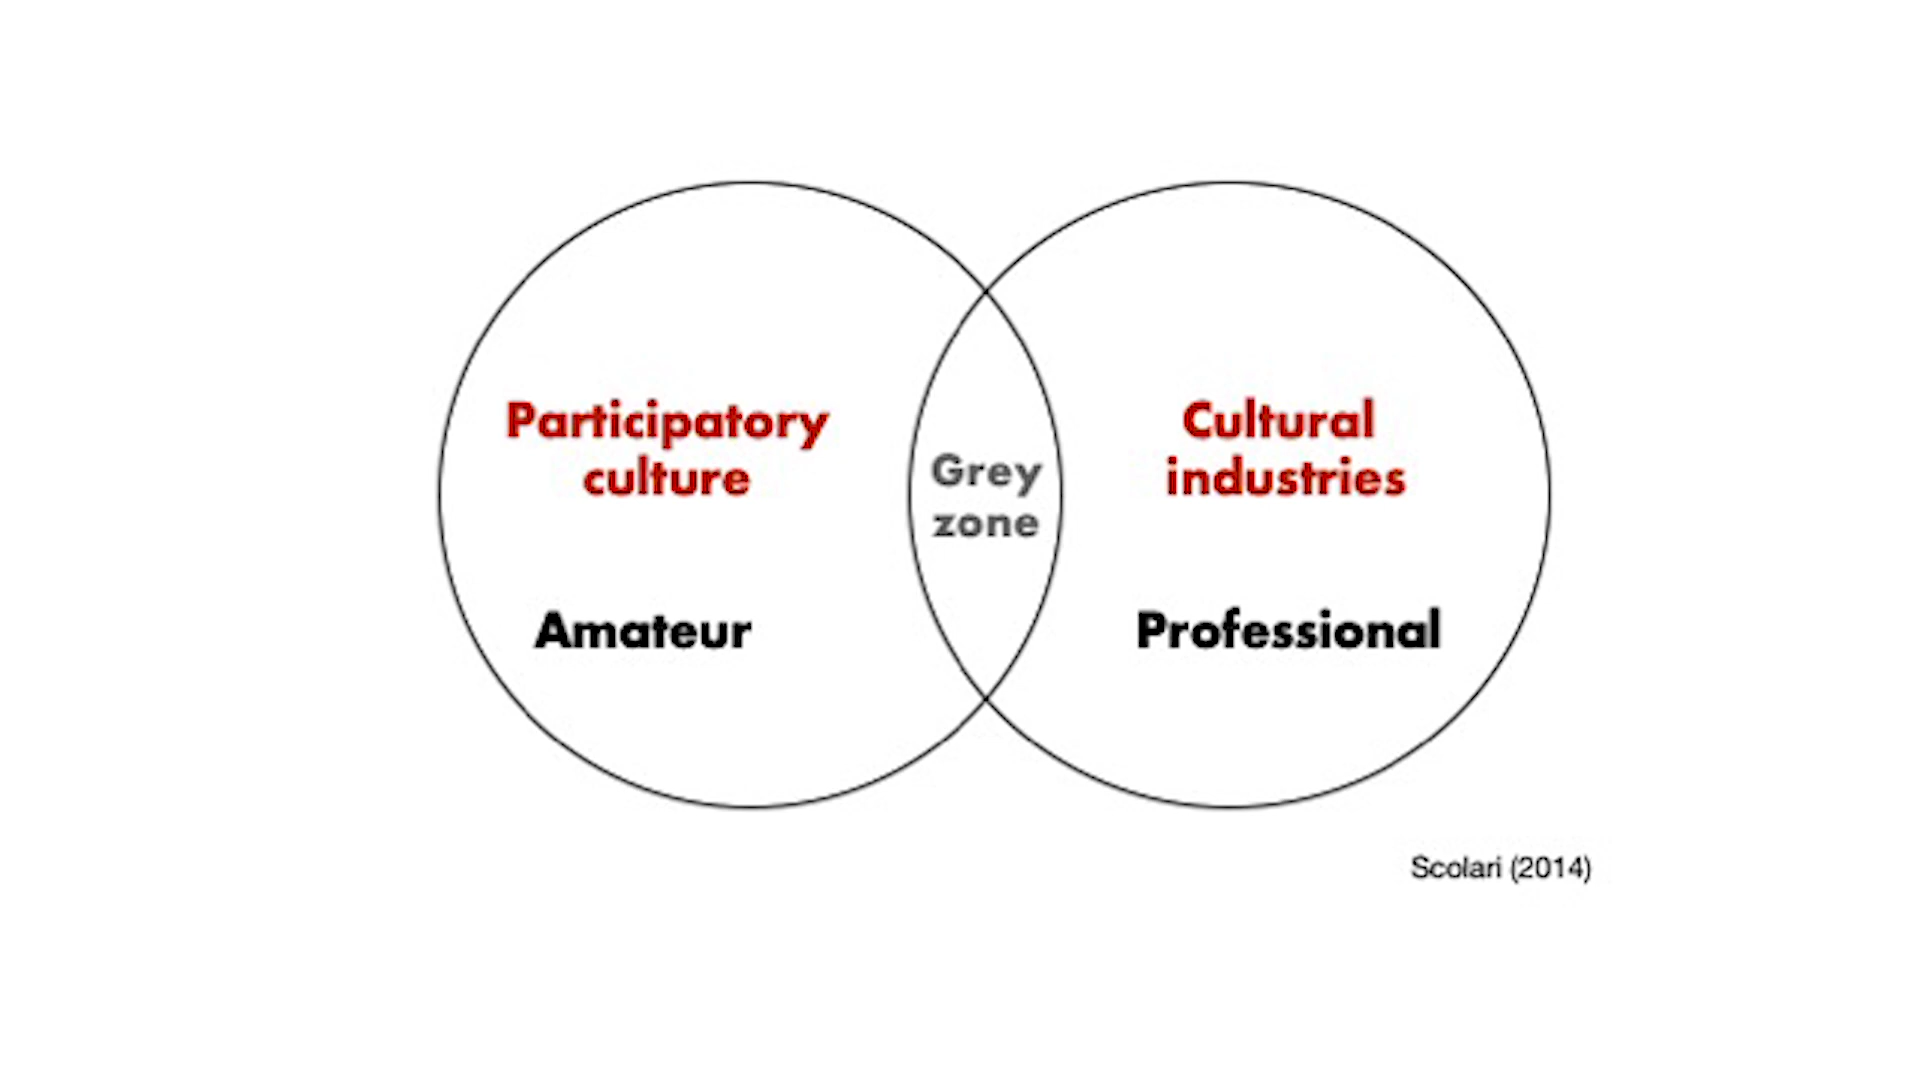 Participatory
culture
Amateur
Grey
zone
Cultural
industries
Professional
Scolari (2014)